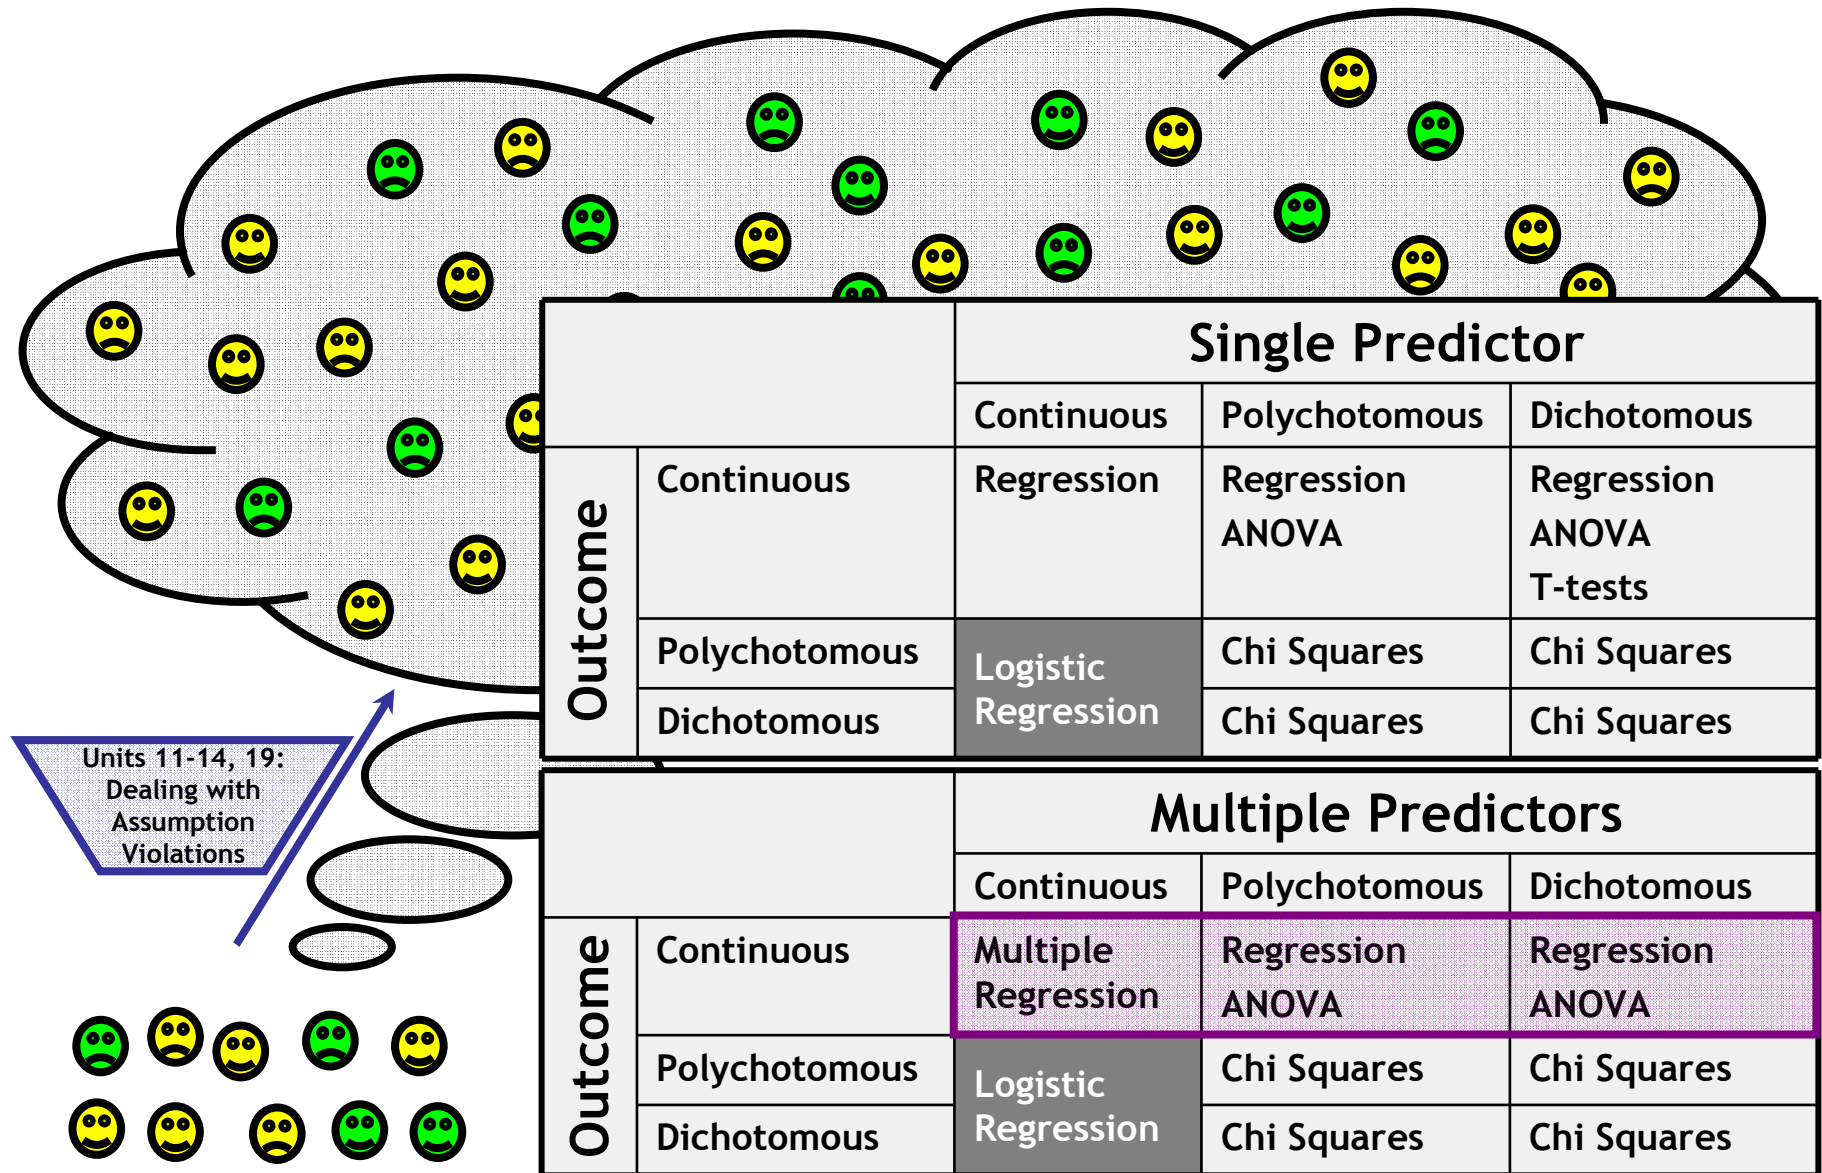 Single Predictor
Continuous Polychotomous Dichotomous
Outcome
Continuous Regression Regression Regression
ANOVA ANOVA
T-tests
Polychotomous Logistic Regression Chi Squares Chi Squares
Dichotomous Chi Squares Chi Squares
Units 11-14, 19:
Dealing with
Assumption
Violations
Multiple Predictors
Continuous Polychotomous Dichotomous
Outcome
Continuous Multiple Regression Regression
Regression ANOVA ANOVA
Polychotomous Logistic Regression Chi Squares Chi Squares
Dichotomous Chi Squares Chi Squares